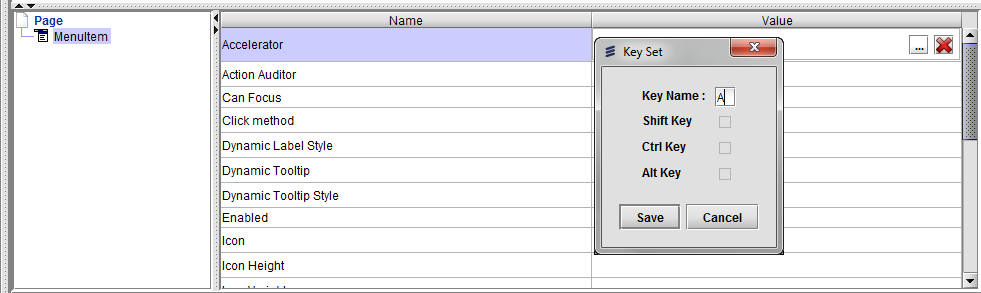 Page
MenuItem
Name Value
Accelerator ...
Action Auditor
Can Focus
Click method
Dynamic Label Style
Dynamic Tooltip
Dynamic Tooltip Style
Enabled
Icon
Icon Height
Key Set
Key Name : A
Shift Key
Ctrl Key
Alt Key
Save Cancel